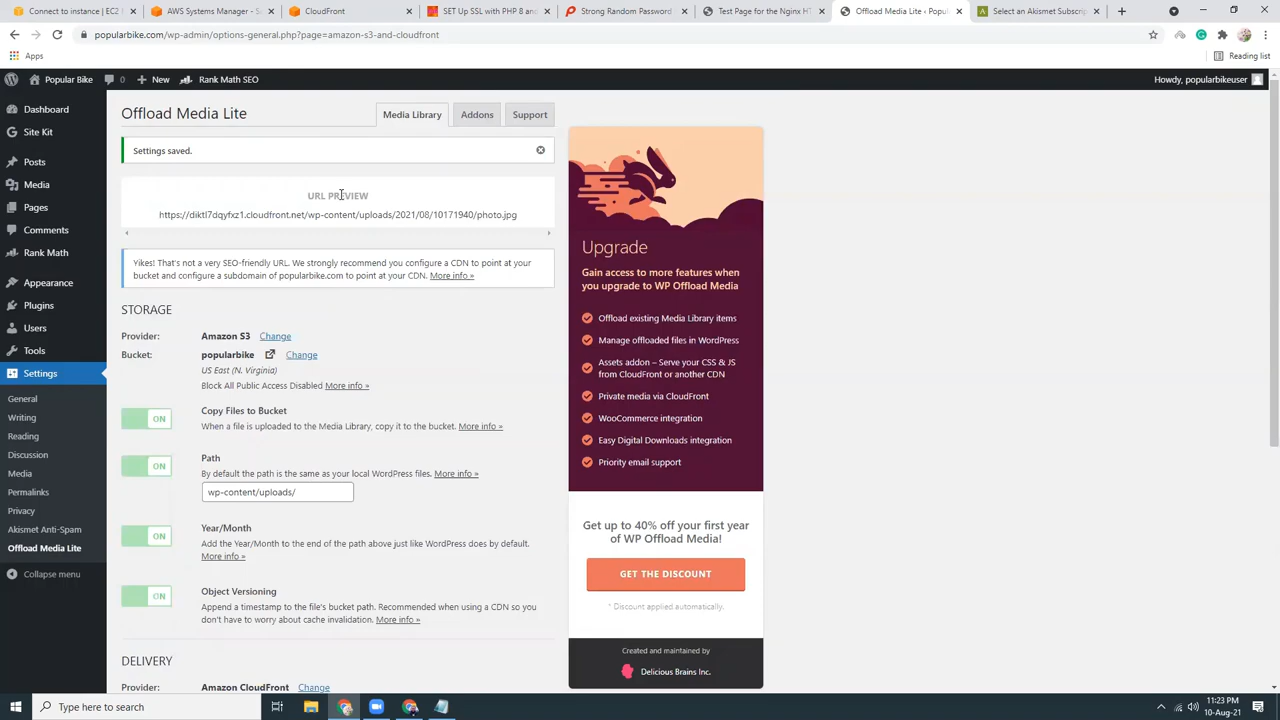 Connect to instance | EC2
AWS Systems Manager - S
CloudFront
SET Up SSL with PHP 8 and
Strong Random Password
Test Page for the Nginx HT
Offload Media Lite ‹ Popul
Select an Akismet Subscrip
popularbike.com/wp-admin/options-general.php?page=amazon-s3-and-cloudfront
Apps
Reading list
Popular Bike
0
New
Rank Math SEO
Howdy, popularbikeuser
Dashboard
Site Kit
Posts
Media
Pages
Comments
Rank Math
Appearance
Plugins
Users
Tools
Settings
General
Writing
Reading
Discussion
Media
Permalinks
Privacy
Akismet Anti-Spam
Offload Media Lite
Collapse menu
Offload Media Lite
Media Library
Addons
Support
Settings saved.
URL PREVIEW
https://diktl7dqyfxz1.cloudfront.net/wp-content/uploads/2021/08/10171940/photo.jpg
Yikes! That's not a very SEO-friendly URL. We strongly recommend you configure a CDN to point at your
bucket and configure a subdomain of popularbike.com to point at your CDN. More info »
STORAGE
Provider: Amazon S3 Change
Bucket: popularbike Change
US East (N. Virginia)
Block All Public Access Disabled More info »
ON
Copy Files to Bucket
When a file is uploaded to the Media Library, copy it to the bucket. More info »
ON
Path
By default the path is the same as your local WordPress files. More info »
wp-content/uploads/
ON
Year/Month
Add the Year/Month to the end of the path above just like WordPress does by default.
More info »
ON
Object Versioning
Append a timestamp to the file's bucket path. Recommended when using a CDN so you
don't have to worry about cache invalidation. More info »
DELIVERY
Provider: Amazon CloudFront Change
Upgrade
Gain access to more features when
you upgrade to WP Offload Media
Offload existing Media Library items
Manage offloaded files in WordPress
Assets addon – Serve your CSS & JS
from CloudFront or another CDN
Private media via CloudFront
WooCommerce integration
Easy Digital Downloads integration
Priority email support
Get up to 40% off your first year
of WP Offload Media!
GET THE DISCOUNT
* Discount applied automatically.
Created and maintained by
Delicious Brains Inc.
Type here to search
11:23 PM
10-Aug-21